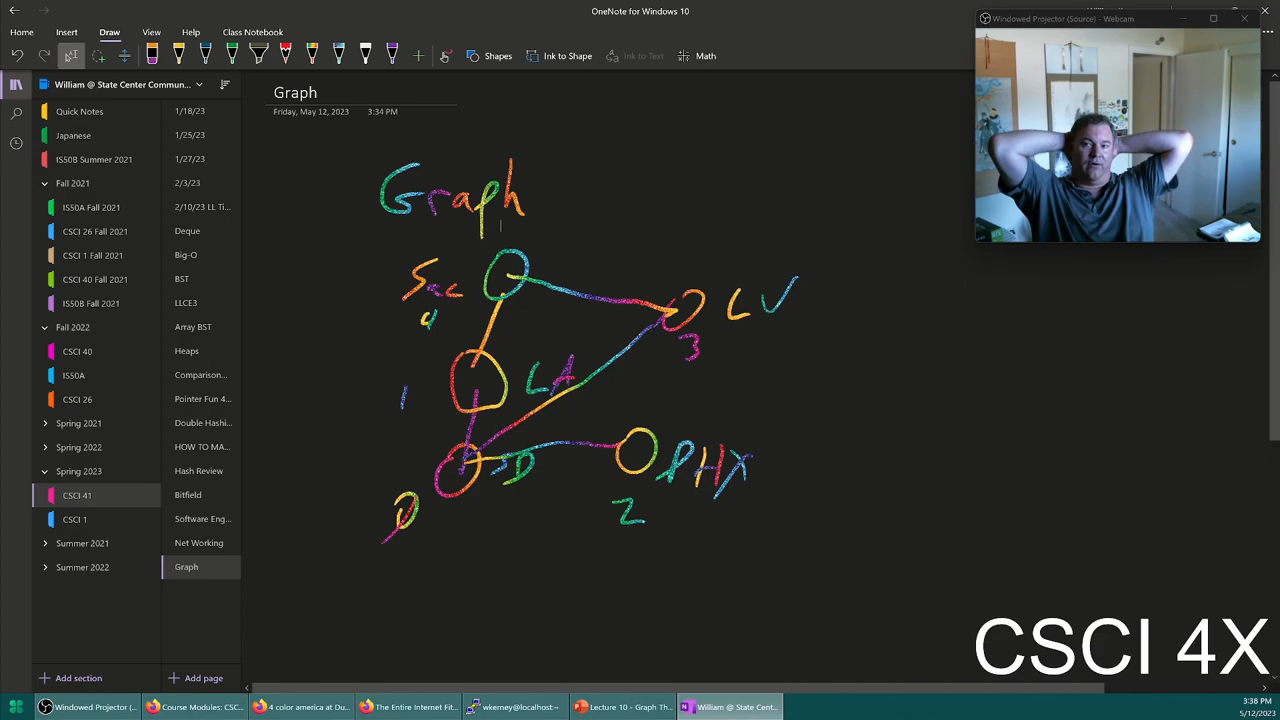 OneNote for Windows 10
Windowed Projector (Source) - Webcam
Home Insert Draw View Help Class Notebook
Shapes Ink to Shape Ink to Text Math
William @ State Center Commun...
Quick Notes
Japanese
IS50B Summer 2021
Fall 2021
IS50A Fall 2021
CSCI 26 Fall 2021
CSCI 1 Fall 2021
CSCI 40 Fall 2021
IS50B Fall 2021
Fall 2022
CSCI 40
IS50A
CSCI 26
Spring 2021
Spring 2022
Spring 2023
CSCI 41
CSCI 1
Summer 2021
Summer 2022
Add section
1/18/23
1/25/23
1/27/23
2/3/23
2/10/23 LL Ti...
Deque
Big-O
BST
LLCE3
Array BST
Heaps
Comparison...
Pointer Fun 4...
Double Hashi...
HOW TO MA...
Hash Review
Bitfield
Software Eng...
Net Working
Graph
Add page
Graph
Friday, May 12, 2023 3:34 PM
Graph
Sac
4
LV
3
LA
1
SD
0
PHX
2
CSCI 4X
Windowed Projector (... Course Modules: CSC... 4 color america at Du... The Entire Internet Fit... wkerney@localhost:~ Lecture 10 - Graph Th... William @ State Cent...
3:38 PM
5/12/2023